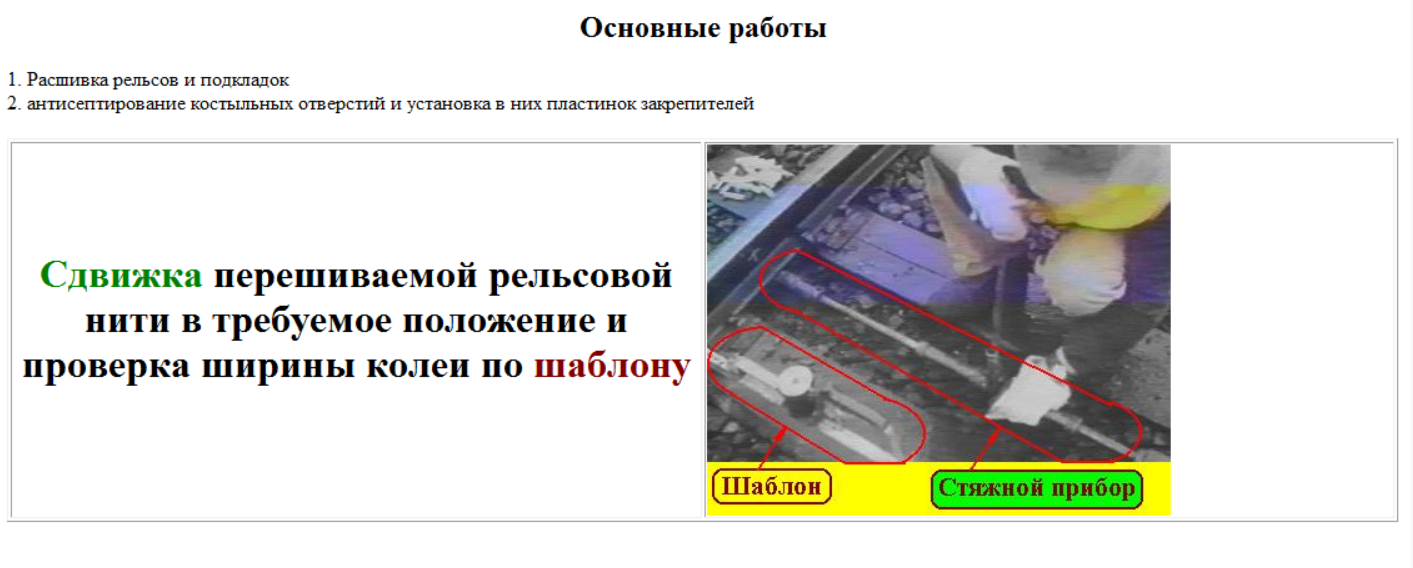 Основные работы
1. Расшивка рельсов и подкладок
2. антисептирование костыльных отверстий и установка в них пластинок закрепителей
Сдвижка перешиваемой рельсовой
нити в требуемое положение и
проверка ширины колеи по шаблону
Шаблон
Стяжной прибор